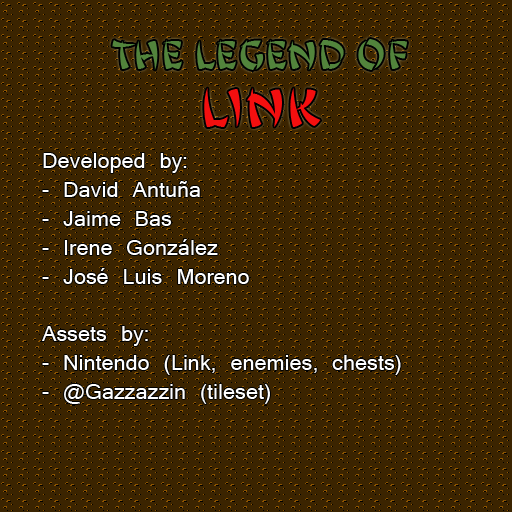 THE LEGEND OF
LINK
Developed by:
- David Antuña
- Jaime Bas
- Irene González
- José Luis Moreno
Assets by:
- Nintendo (Link, enemies, chests)
- @Gazzazzin (tileset)